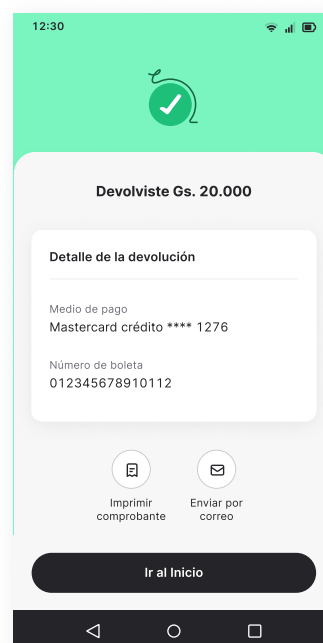 12:30
Devolviste Gs. 20.000
Detalle de la devolución
Medio de pago
Mastercard crédito **** 1276
Número de boleta
012345678910112
Imprimir
comprobante
Enviar por
correo
Ir al Inicio